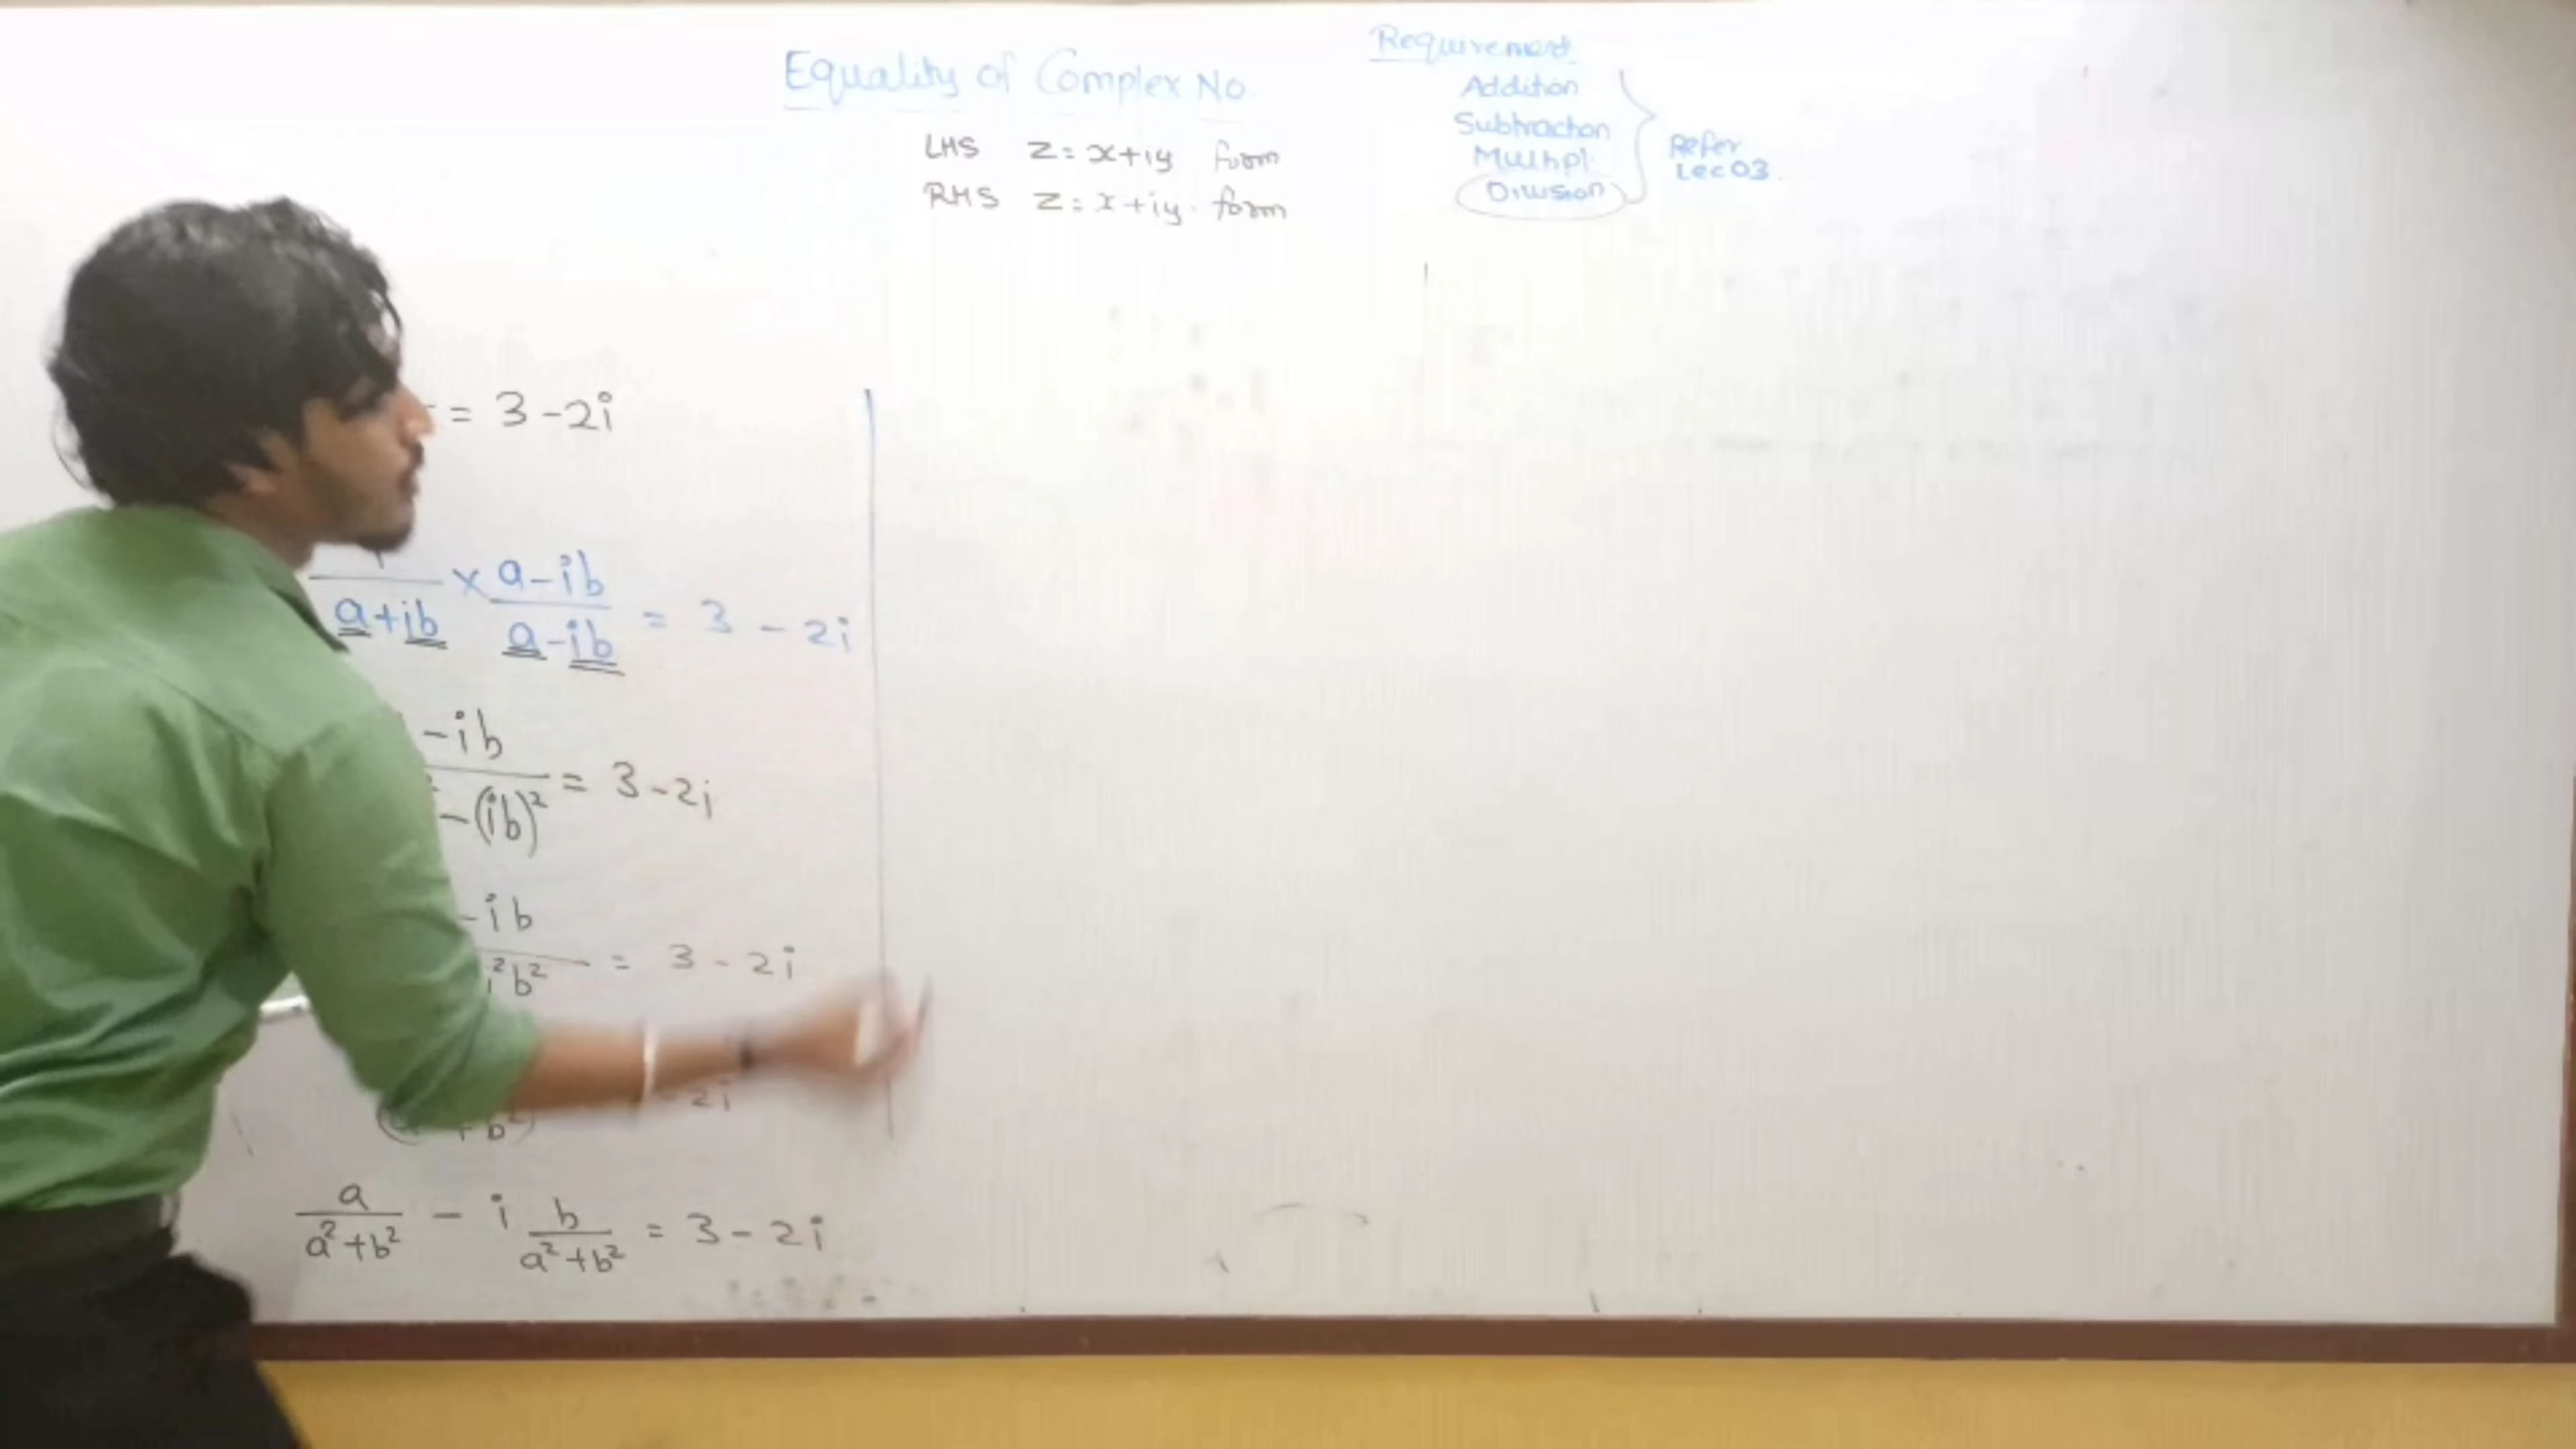 Equality of Complex No.
LHS z = x+iy form
RHS z = x+iy. form
Requirement
Addition
Subtraction
Multipl.
Division
Refer
Lec 03.
= 3-2i
a+ib × a-ib
a-ib = 3 - 2i
-ib
-(ib)² = 3-2i
-ib
i²b² = 3 - 2i
+b²) 2i
a/a²+b² - i b/a²+b² = 3-2i